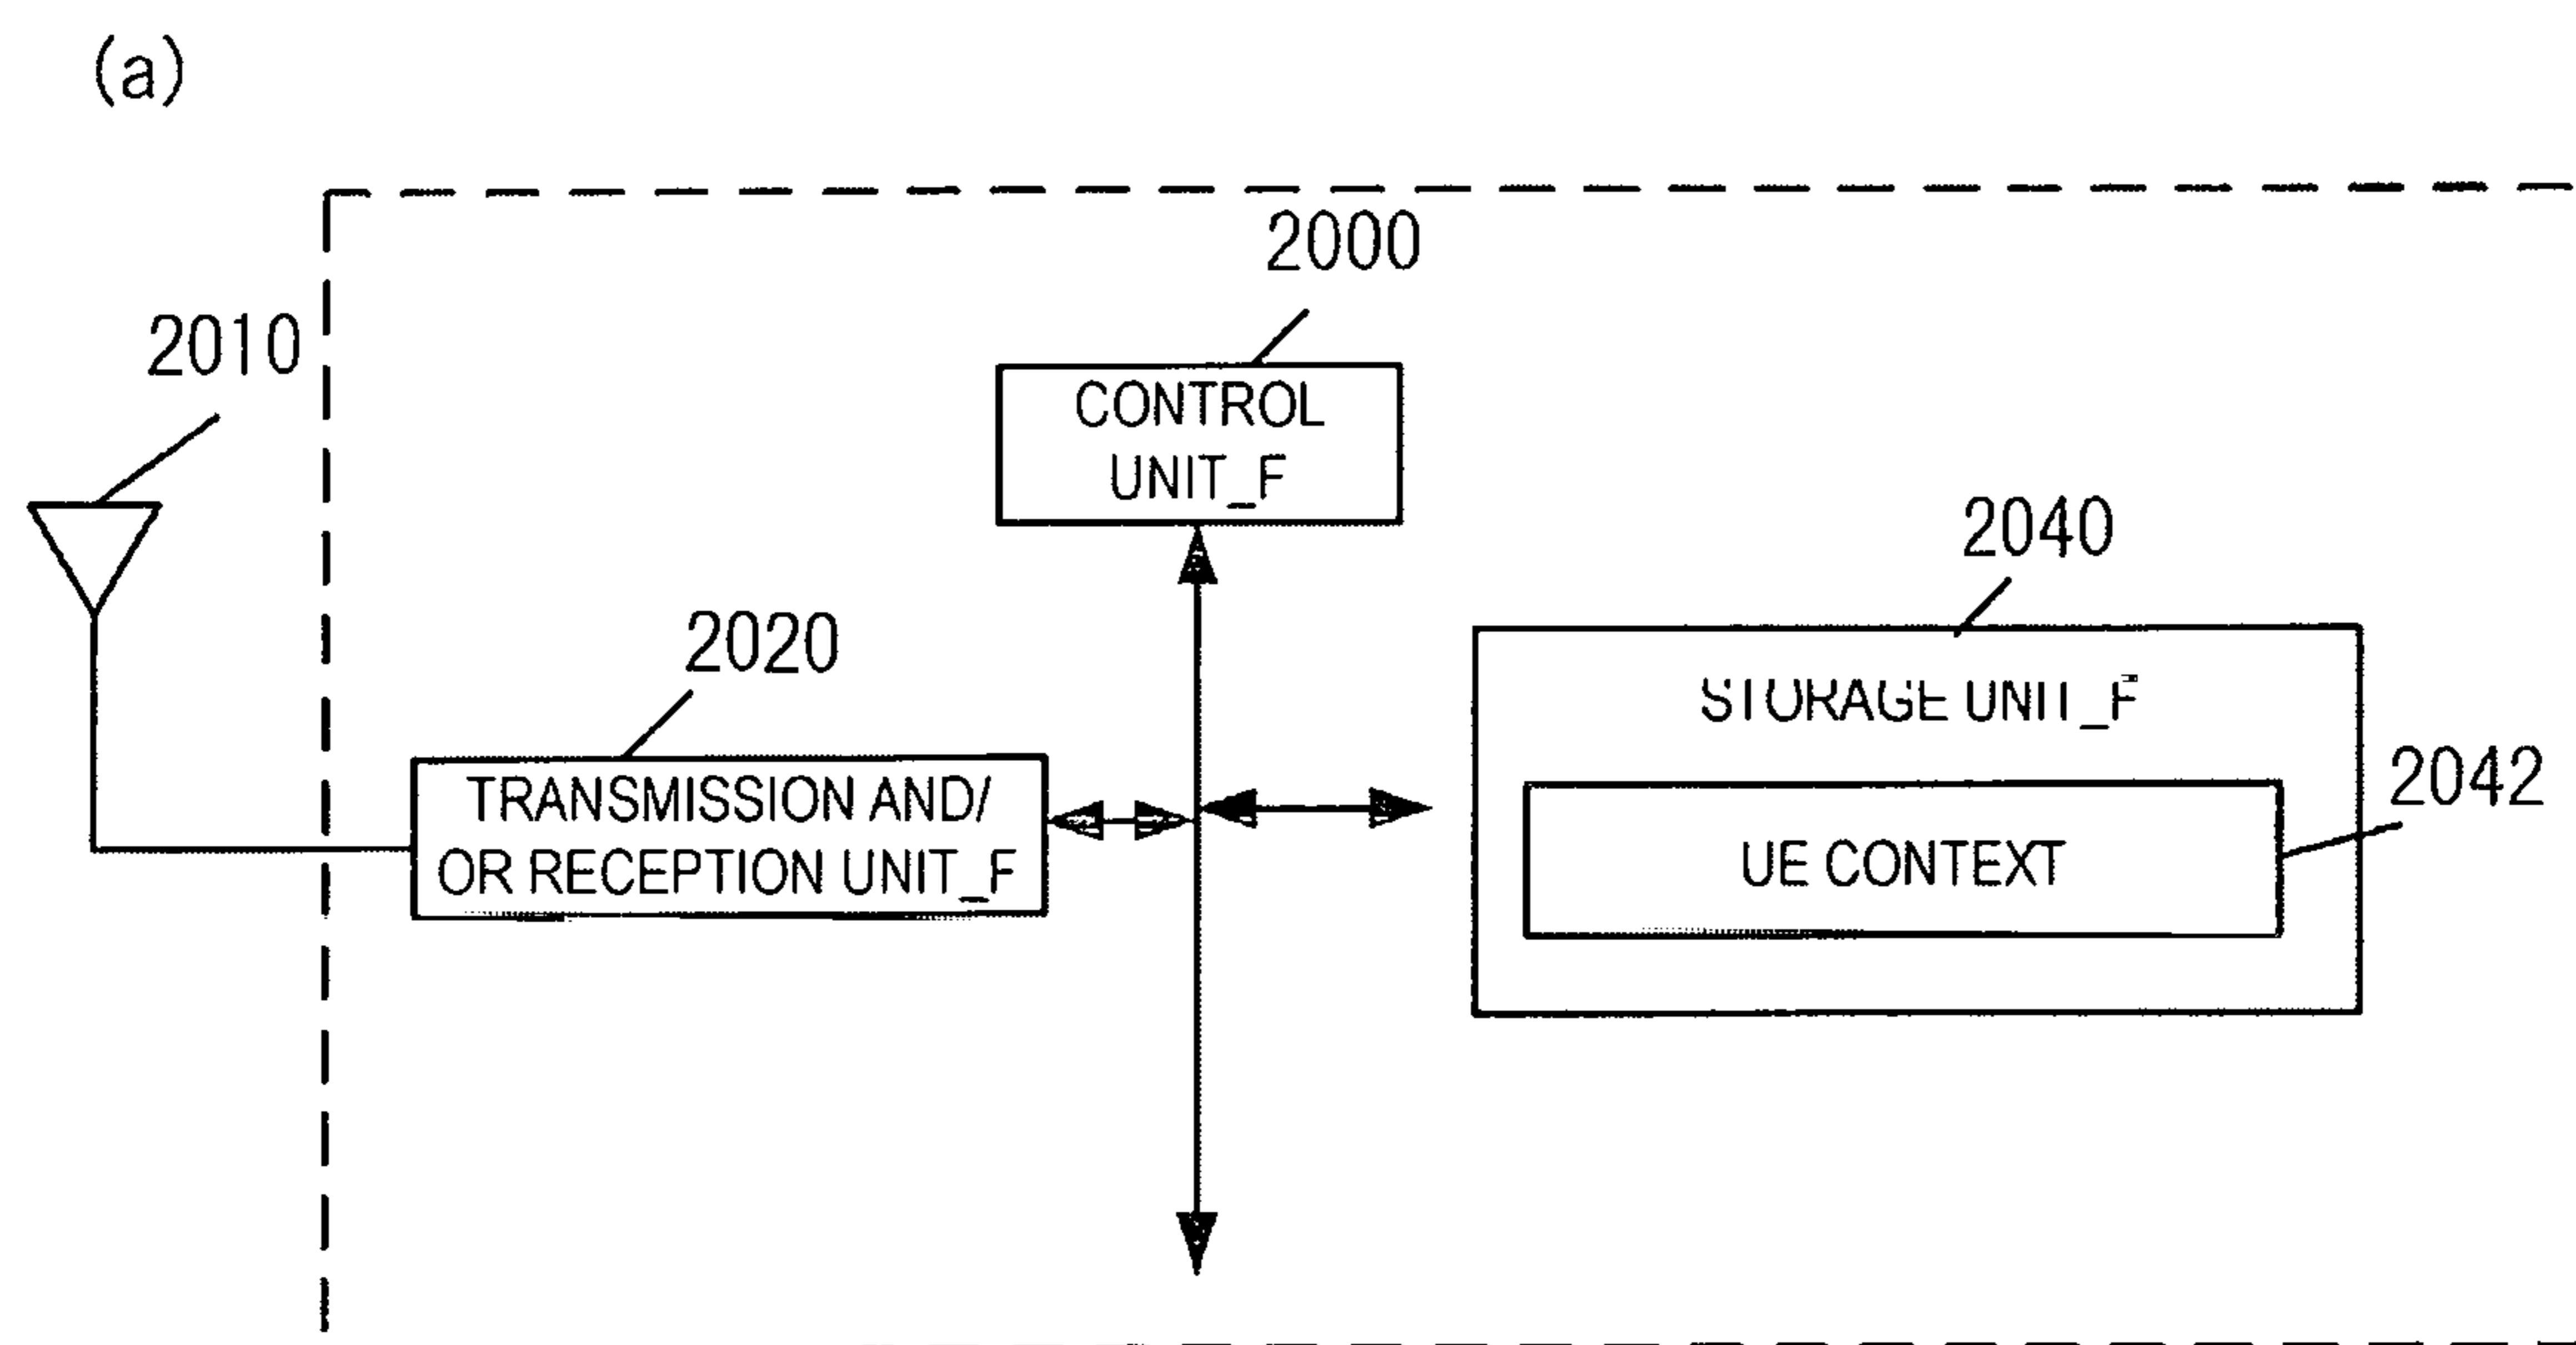 (a)
2000
2010
CONTROL
UNIT_F
2040
2020
STORAGE UNIT_F
2042
TRANSMISSION AND/
OR RECEPTION UNIT_F
UE CONTEXT